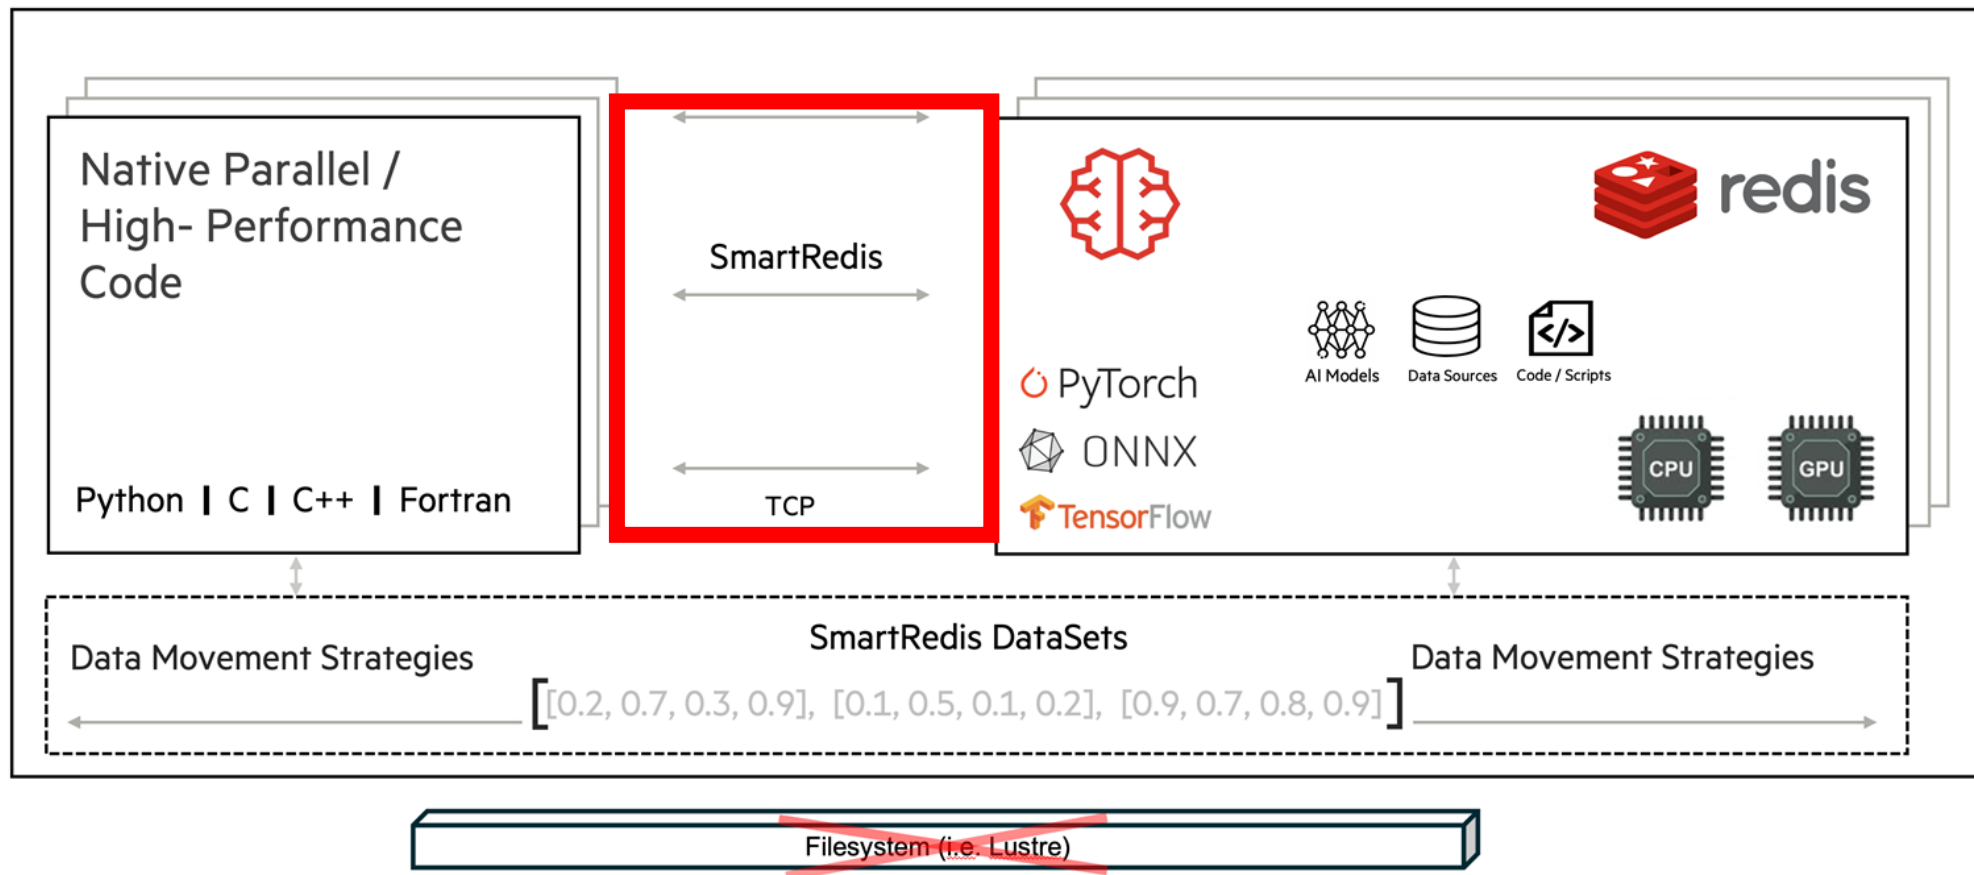 Native Parallel /
High- Performance
Code
Python | C | C++ | Fortran
SmartRedis
TCP
redis
AI Models
Data Sources
Code / Scripts
</>
PyTorch
ONNX
TensorFlow
CPU
GPU
SmartRedis DataSets
Data Movement Strategies
[[0.2, 0.7, 0.3, 0.9], [0.1, 0.5, 0.1, 0.2], [0.9, 0.7, 0.8, 0.9]]
Data Movement Strategies
Filesystem (i.e. Lustre)